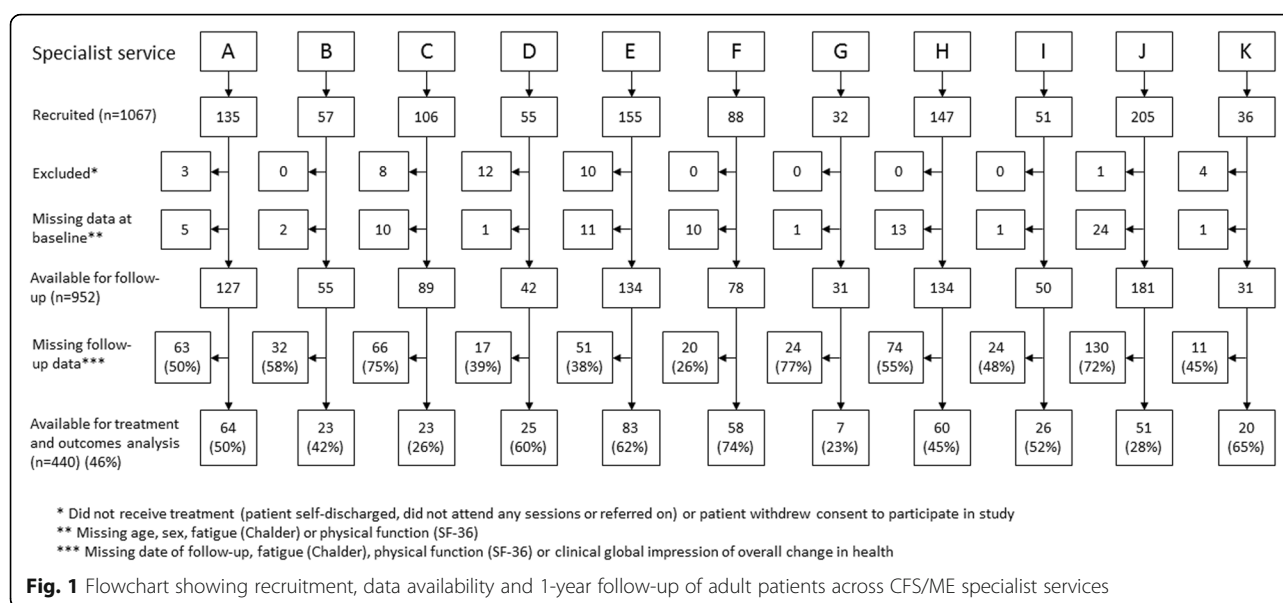 Specialist service A B C D E F G H I J K
Recruited (n=1067) 135 57 106 55 155 88 32 147 51 205 36
Excluded* 3 0 8 12 10 0 0 0 0 1 4
Missing data at
baseline** 5 2 10 1 11 10 1 13 1 24 1
Available for follow-
up (n=952) 127 55 89 42 134 78 31 134 50 181 31
Missing follow- 63 32 66 17 51 20 24 74 24 130 11
up data*** (50%) (58%) (75%) (39%) (38%) (26%) (77%) (55%) (48%) (72%) (45%)
Available for treatment
and outcomes analysis 64 23 23 25 83 58 7 60 26 51 20
(n=440) (46%) (50%) (42%) (26%) (60%) (62%) (74%) (23%) (45%) (52%) (28%) (65%)
* Did not receive treatment (patient self-discharged, did not attend any sessions or referred on) or patient withdrew consent to participate in study
** Missing age, sex, fatigue (Chalder) or physical function (SF-36)
*** Missing date of follow-up, fatigue (Chalder), physical function (SF-36) or clinical global impression of overall change in health
Fig. 1 Flowchart showing recruitment, data availability and 1-year follow-up of adult patients across CFS/ME specialist services